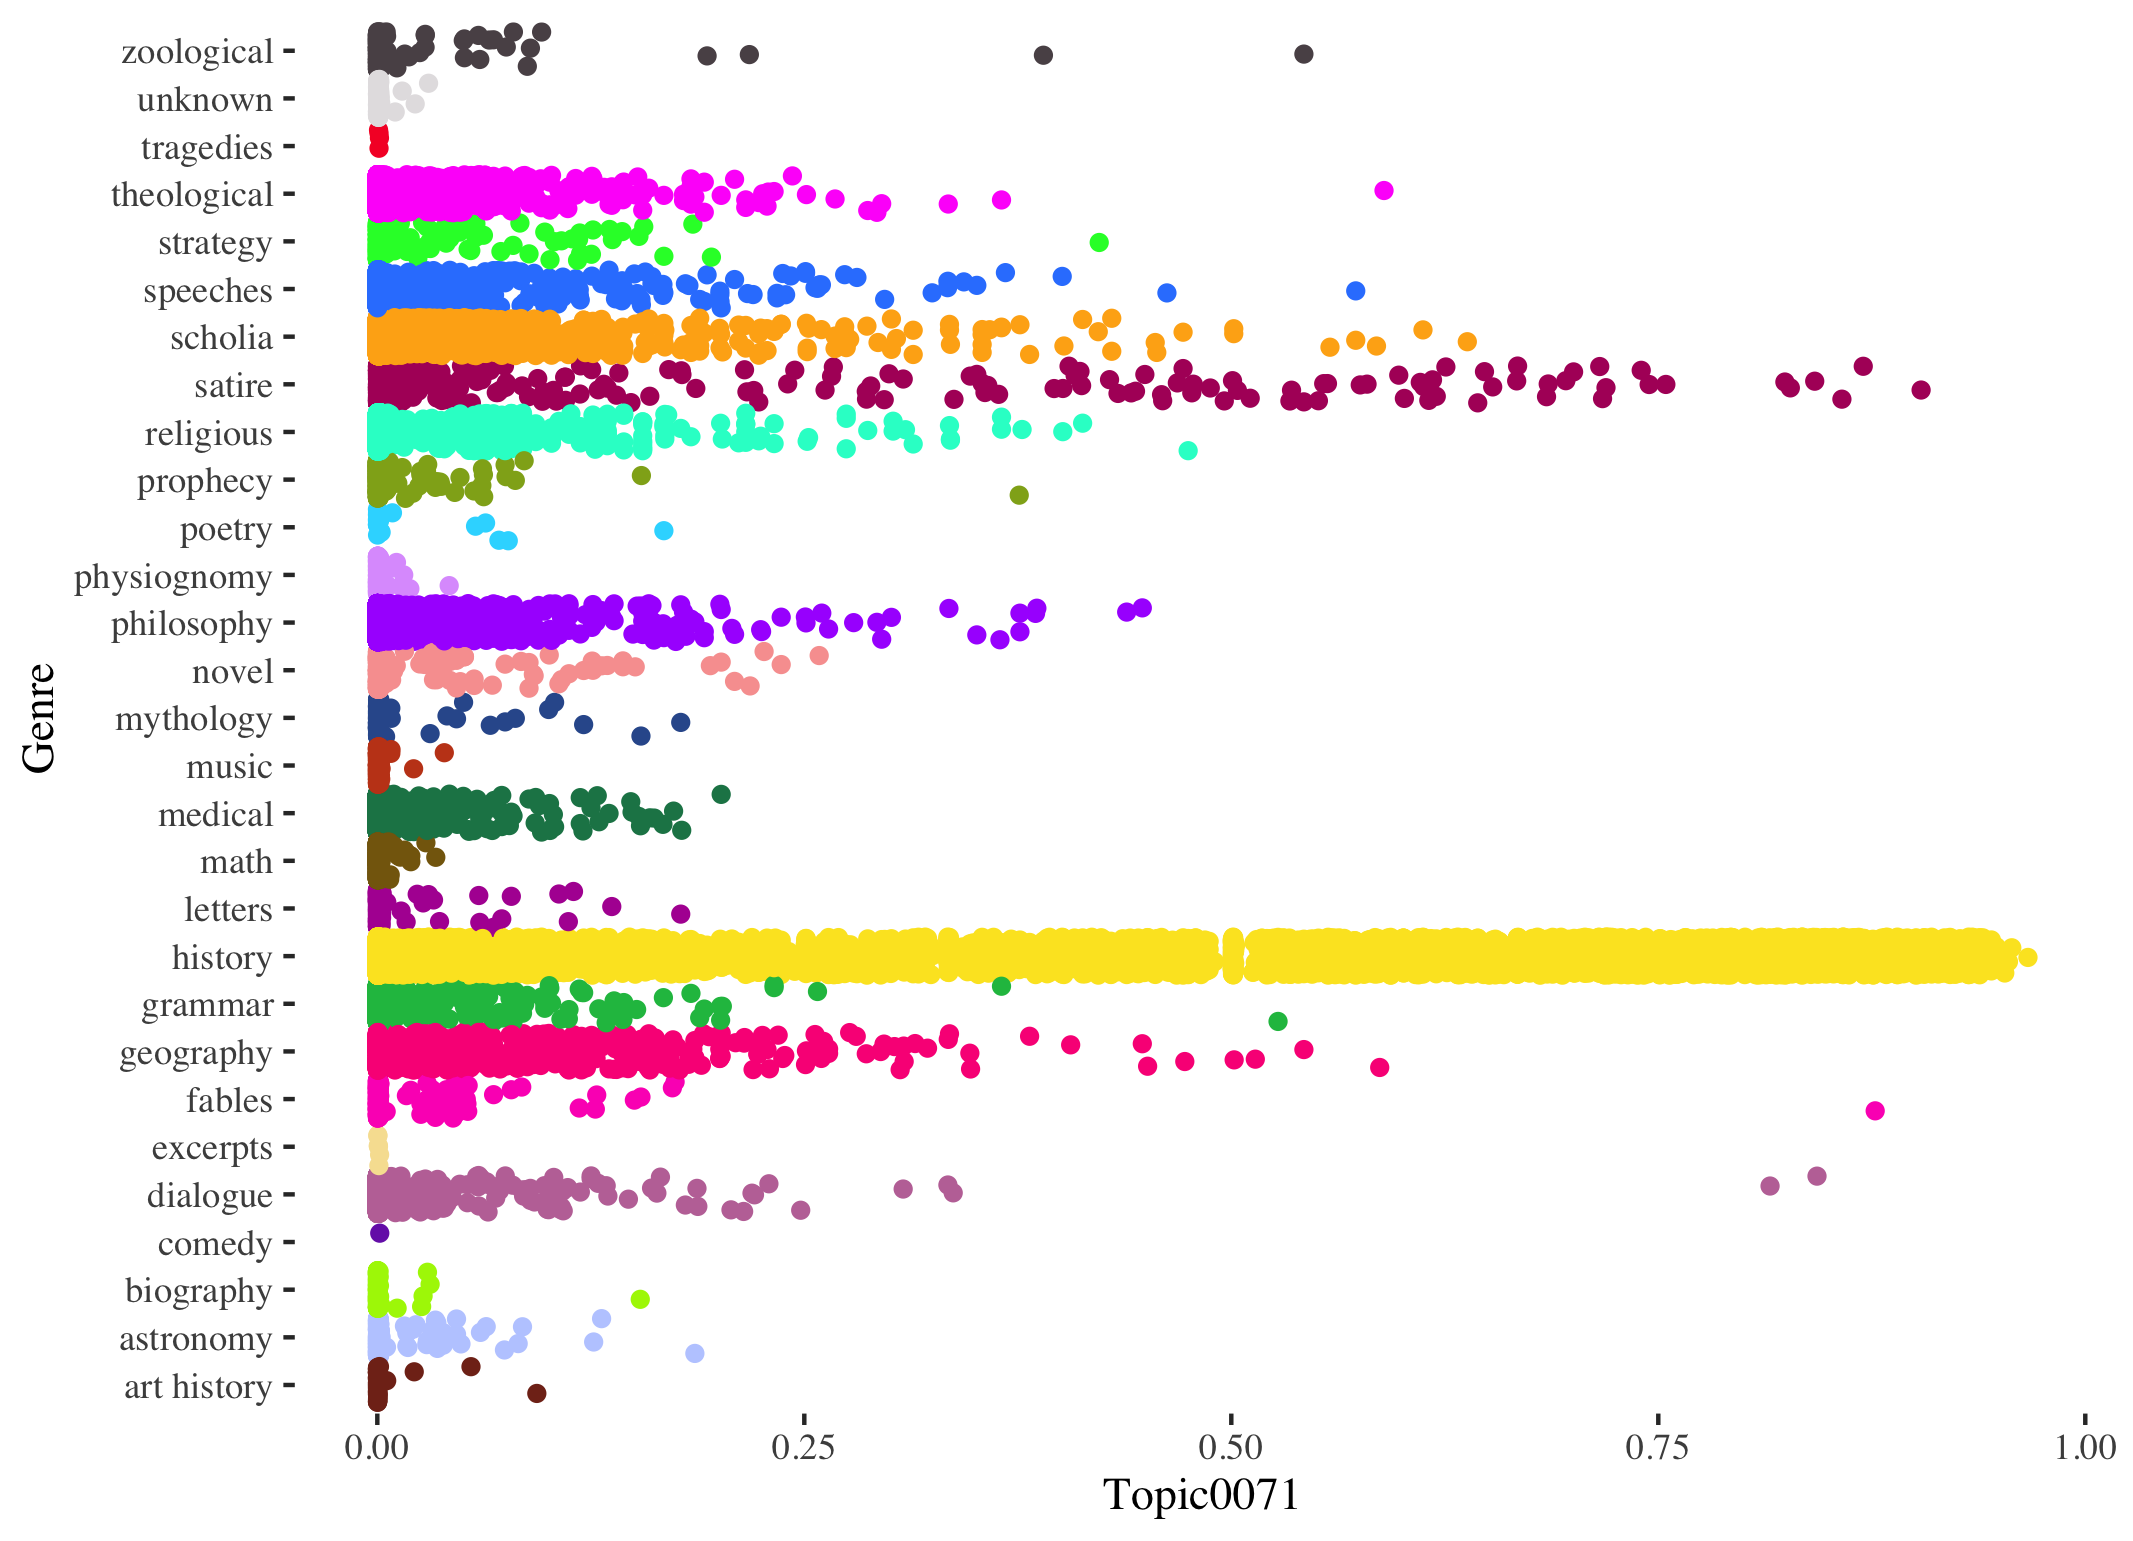 zoological
unknown
tragedies
theological
strategy
speeches
scholia
satire
religious
prophecy
poetry
physiognomy
philosophy
novel
mythology
music
medical
math
letters
history
grammar
geography
fables
excerpts
dialogue
comedy
biography
astronomy
art history
Genre
0.00 0.25 0.50 0.75 1.00
Topic0071